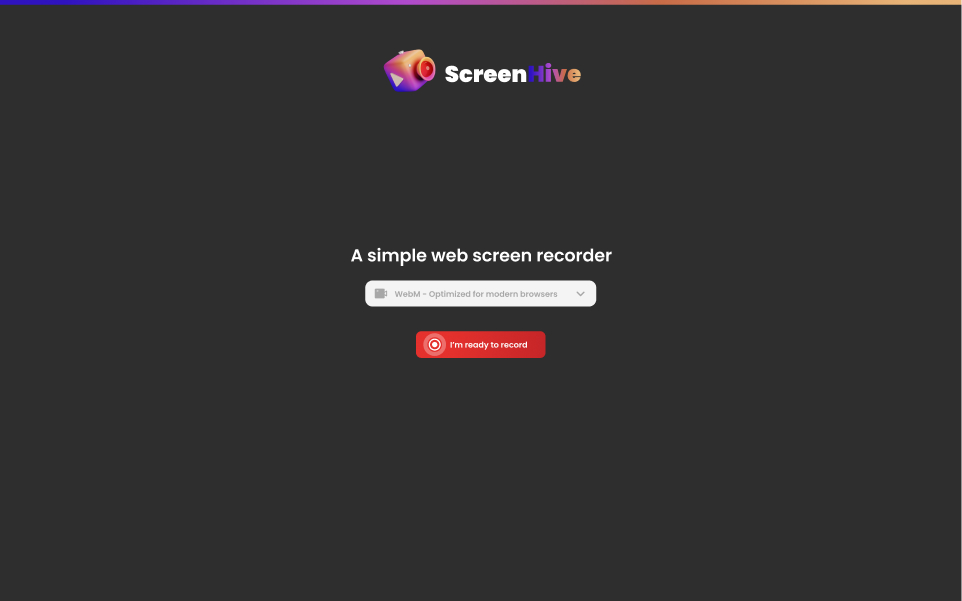 ScreenHive
A simple web screen recorder
WebM - Optimized for modern browsers
I'm ready to record